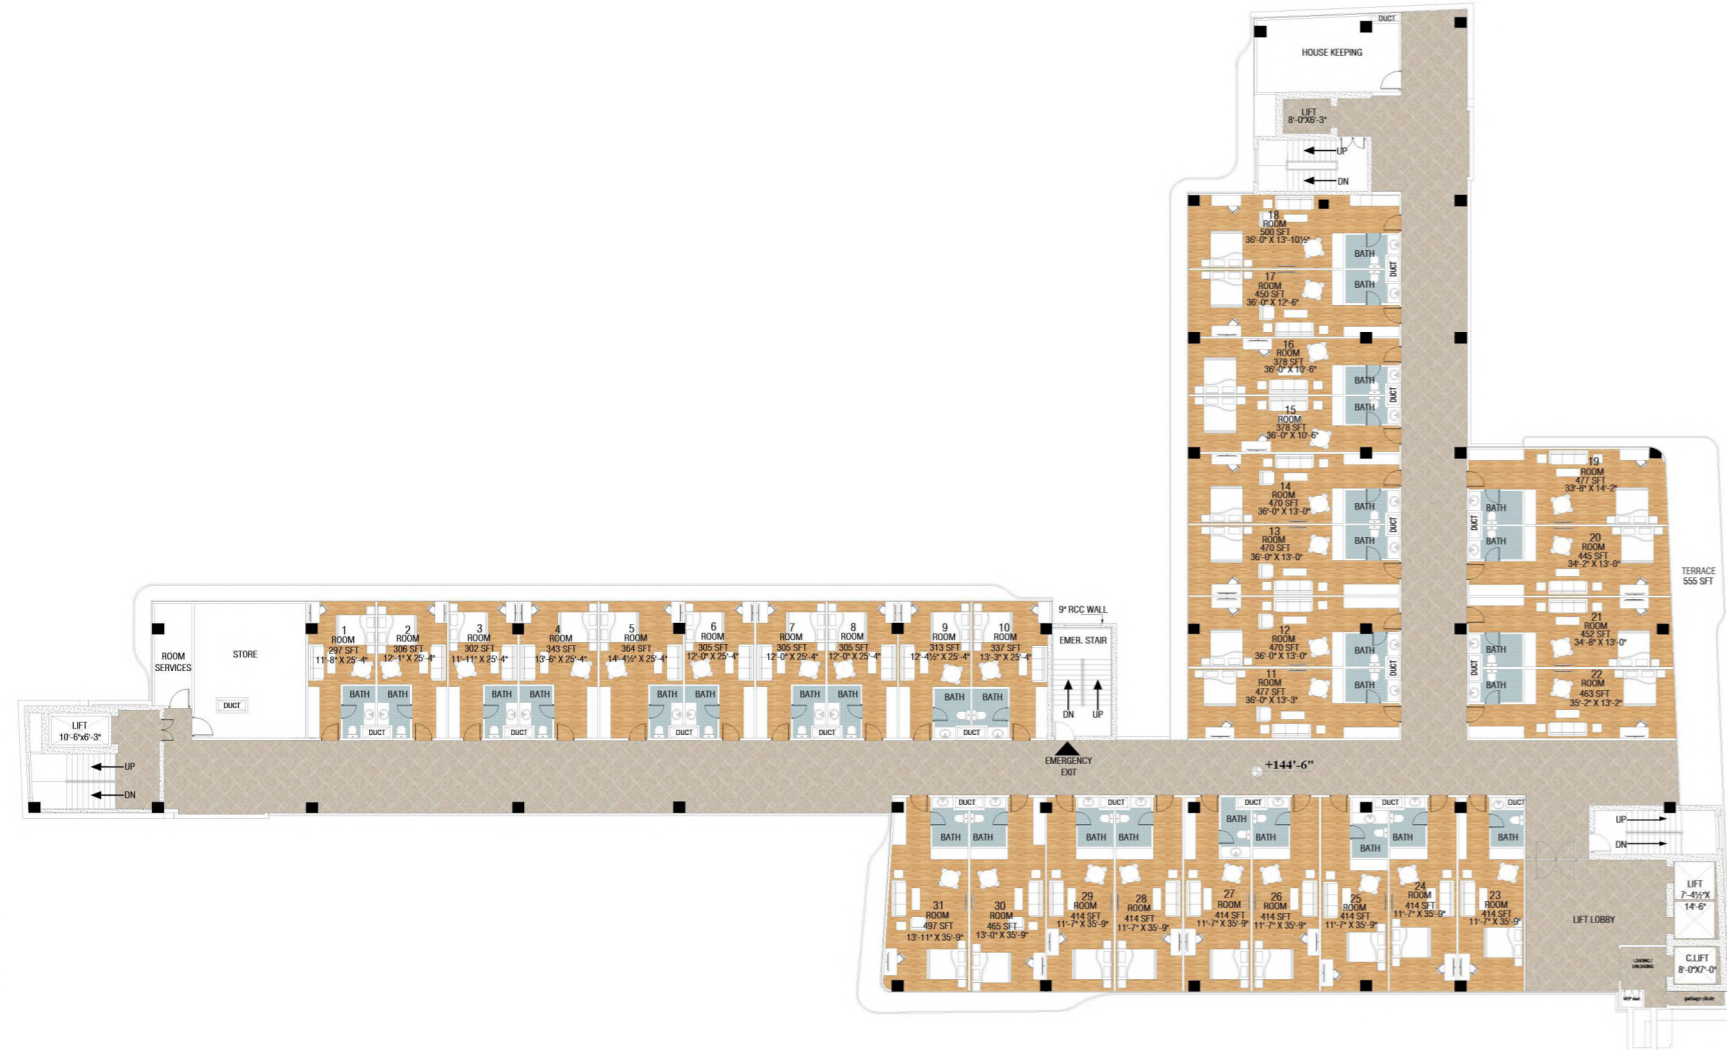 DUCT
HOUSE KEEPING
LIFT
8'-0"X6'-3"
UP
DN
18
ROOM
500 SFT
36'-0" X 13'-10½"
BATH
DUCT
BATH
17
ROOM
450 SFT
36'-0" X 12'-6"
16
ROOM
378 SFT
36'-0" X 10'-6"
BATH
DUCT
BATH
15
ROOM
378 SFT
36'-0" X 10'-6"
14
ROOM
470 SFT
36'-0" X 13'-0"
BATH
DUCT
BATH
13
ROOM
470 SFT
36'-0" X 13'-0"
12
ROOM
470 SFT
36'-0" X 13'-0"
BATH
DUCT
BATH
11
ROOM
477 SFT
36'-0" X 13'-3"
19
ROOM
477 SFT
33'-8" X 14'-2"
BATH
DUCT
BATH
20
ROOM
445 SFT
34'-2" X 13'-0"
TERRACE
555 SFT
21
ROOM
452 SFT
34'-8" X 13'-0"
BATH
DUCT
BATH
22
ROOM
463 SFT
35'-2" X 13'-2"
ROOM
SERVICES
STORE
DUCT
LIFT
10'-6"x6'-3"
UP
DN
1
ROOM
297 SFT
11'-8" X 25'-4"
2
ROOM
306 SFT
12'-1" X 25'-4"
3
ROOM
302 SFT
11'-11" X 25'-4"
4
ROOM
343 SFT
13'-6" X 25'-4"
5
ROOM
364 SFT
14'-4½" X 25'-4"
6
ROOM
305 SFT
12'-0" X 25'-4"
7
ROOM
305 SFT
12'-0" X 25'-4"
8
ROOM
305 SFT
12'-0" X 25'-4"
9
ROOM
313 SFT
12'-4½" X 25'-4"
10
ROOM
337 SFT
13'-3" X 25'-4"
BATH BATH BATH BATH BATH BATH BATH BATH BATH BATH
DUCT DUCT DUCT DUCT DUCT
9" RCC WALL
EMER. STAIR
DN UP
EMERGENCY
EXIT
+144'-6"
DUCT DUCT DUCT DUCT DUCT
BATH BATH BATH BATH BATH BATH BATH BATH BATH
31
ROOM
497 SFT
13'-11" X 35'-9"
30
ROOM
465 SFT
13'-0" X 35'-9"
29
ROOM
414 SFT
11'-7" X 35'-9"
28
ROOM
414 SFT
11'-7" X 35'-9"
27
ROOM
414 SFT
11'-7" X 35'-9"
26
ROOM
414 SFT
11'-7" X 35'-9"
25
ROOM
414 SFT
11'-7" X 35'-9"
24
ROOM
414 SFT
11'-7" X 35'-9"
23
ROOM
414 SFT
11'-7" X 35'-9"
UP
DN
LIFT
7'-4½"X
14'-6"
LIFT LOBBY
LOADING/
UNLOADING
C.LIFT
8'-0"X7'-0"
garbage chute